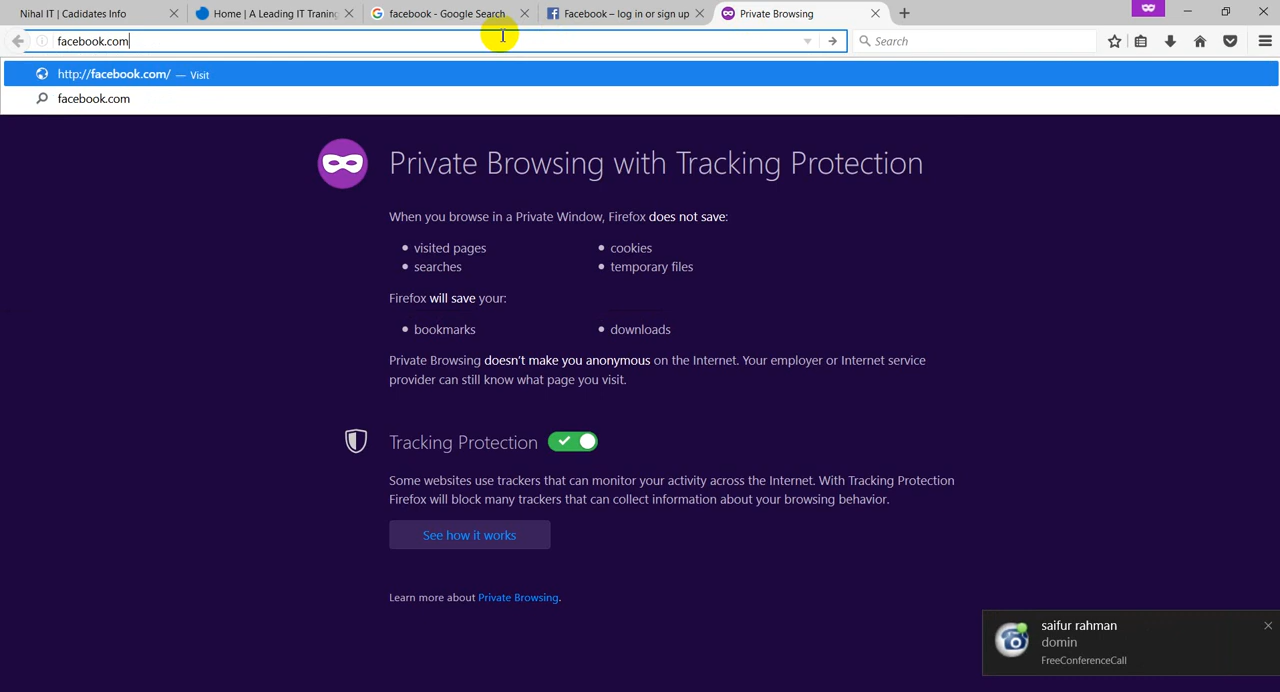 Nihal IT | Cadidates Info
Home | A Leading IT Traning
facebook - Google Search
Facebook – log in or sign up
Private Browsing
facebook.com
Search
http://facebook.com/ — Visit
facebook.com
Private Browsing with Tracking Protection
When you browse in a Private Window, Firefox does not save:
visited pages
cookies
searches
temporary files
Firefox will save your:
bookmarks
downloads
Private Browsing doesn't make you anonymous on the Internet. Your employer or Internet service
provider can still know what page you visit.
Tracking Protection
Some websites use trackers that can monitor your activity across the Internet. With Tracking Protection
Firefox will block many trackers that can collect information about your browsing behavior.
See how it works
Learn more about Private Browsing.
saifur rahman
domin
FreeConferenceCall